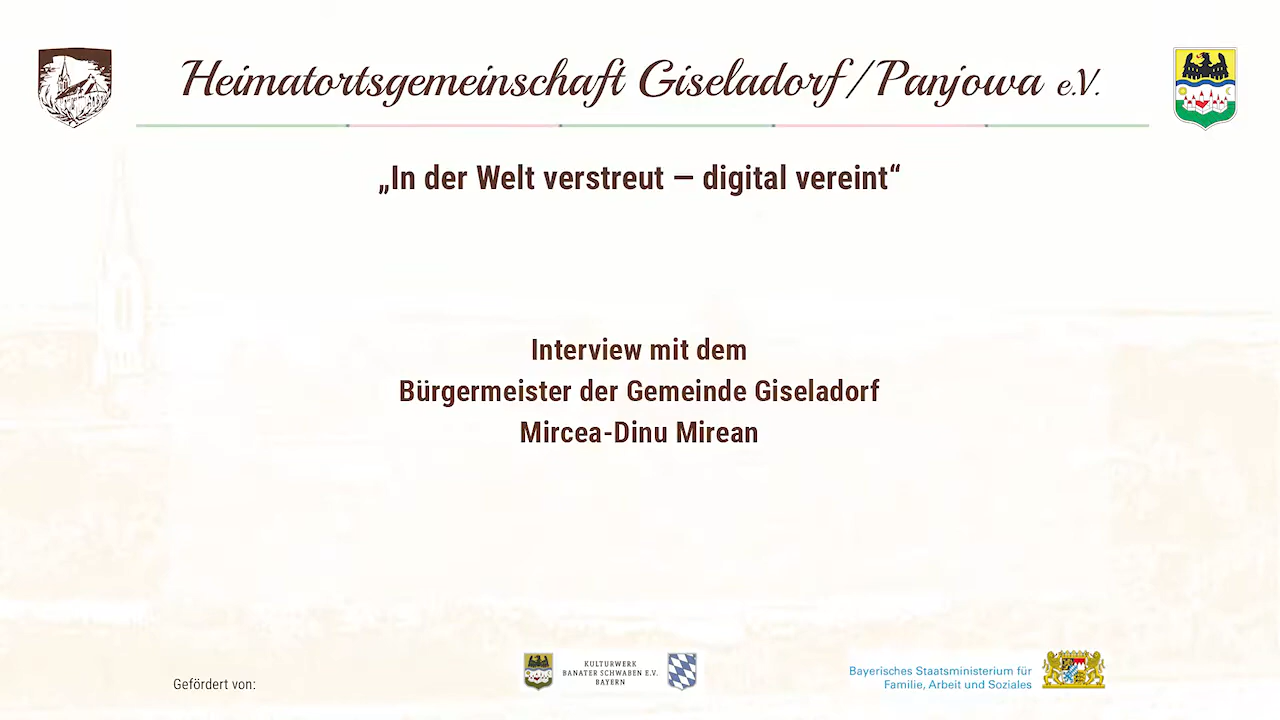 Heimatortsgemeinschaft Giseladorf/Panjowa e.V.
„In der Welt verstreut – digital vereint“
Interview mit dem
Bürgermeister der Gemeinde Giseladorf
Mircea-Dinu Mirean
Gefördert von:
KULTURWERK
BANATER SCHWABEN E.V.
BAYERN
Bayerisches Staatsministerium für
Familie, Arbeit und Soziales